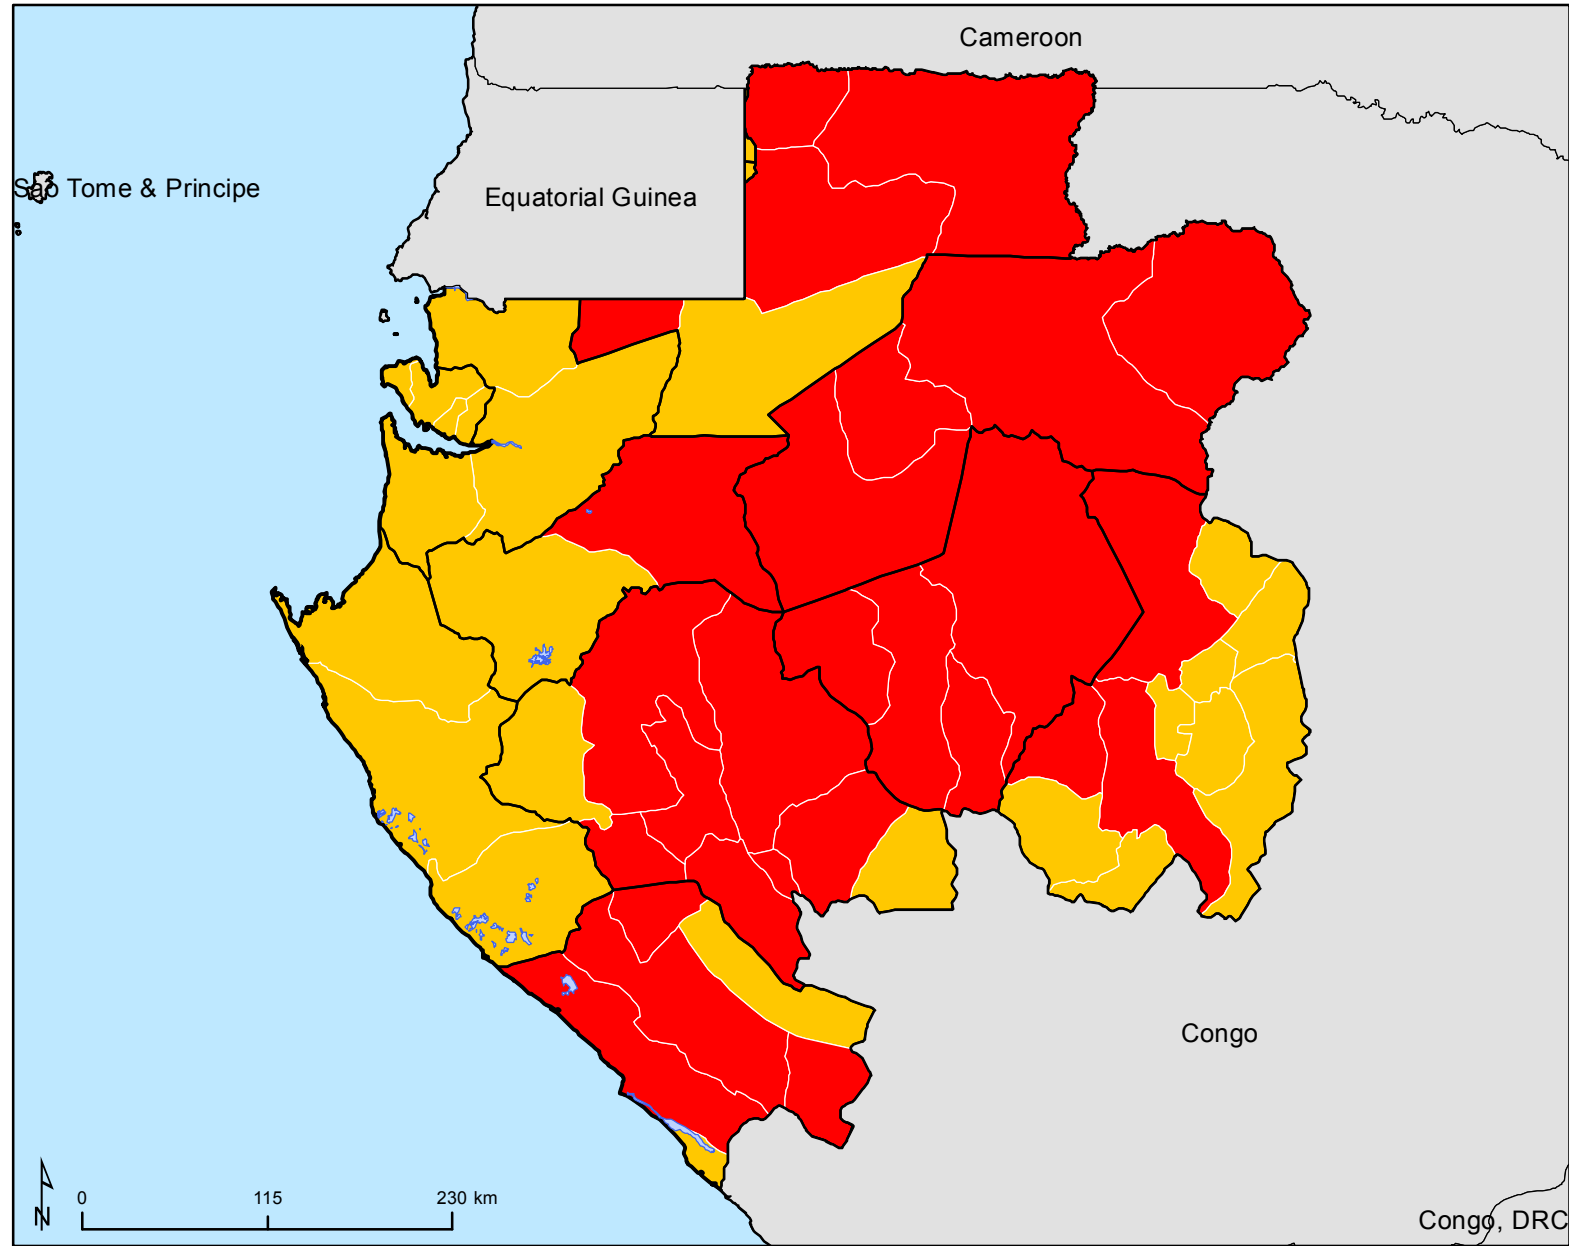 Cameroon
Sao Tome & Principe
Equatorial Guinea
Congo
N
0 115 230 km
Congo, DRC